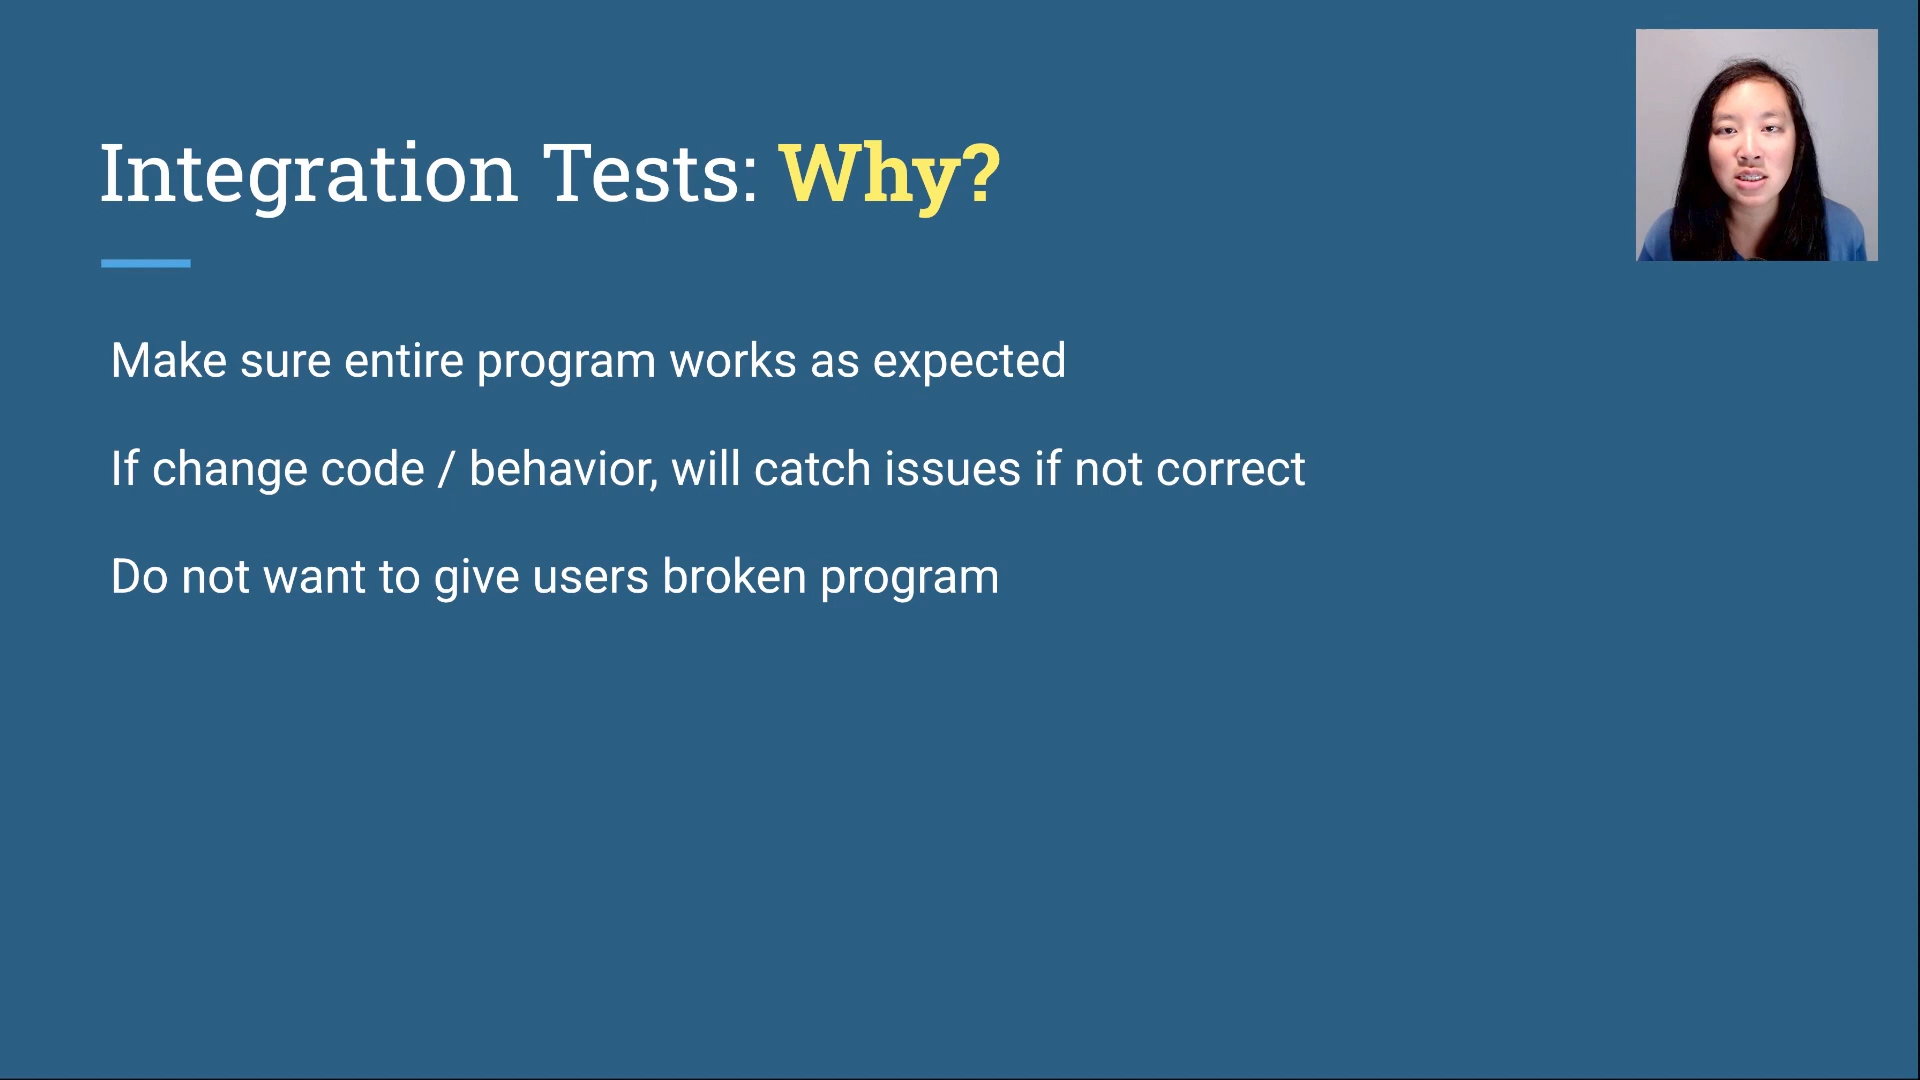 Integration Tests: Why?
Make sure entire program works as expected
If change code / behavior, will catch issues if not correct
Do not want to give users broken program